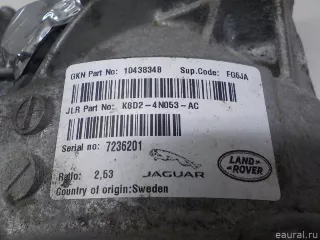 GKN Part No: 10438348 Sup.Code: FG5JA
JLR Part No: K8D2-4N053-AC
Serial no: 7236201
Ratio: 2,53 JAGUAR LAND ROVER
Country of origin:Sweden
eaural.ru